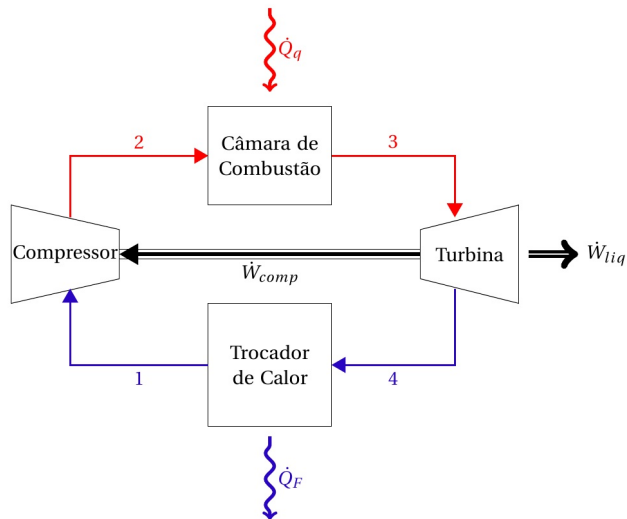 Q̇q
2
Câmara de
Combustão
3
Compressor
Turbina
Ẇliq
Ẇcomp
Trocador
de Calor
1
4
Q̇F